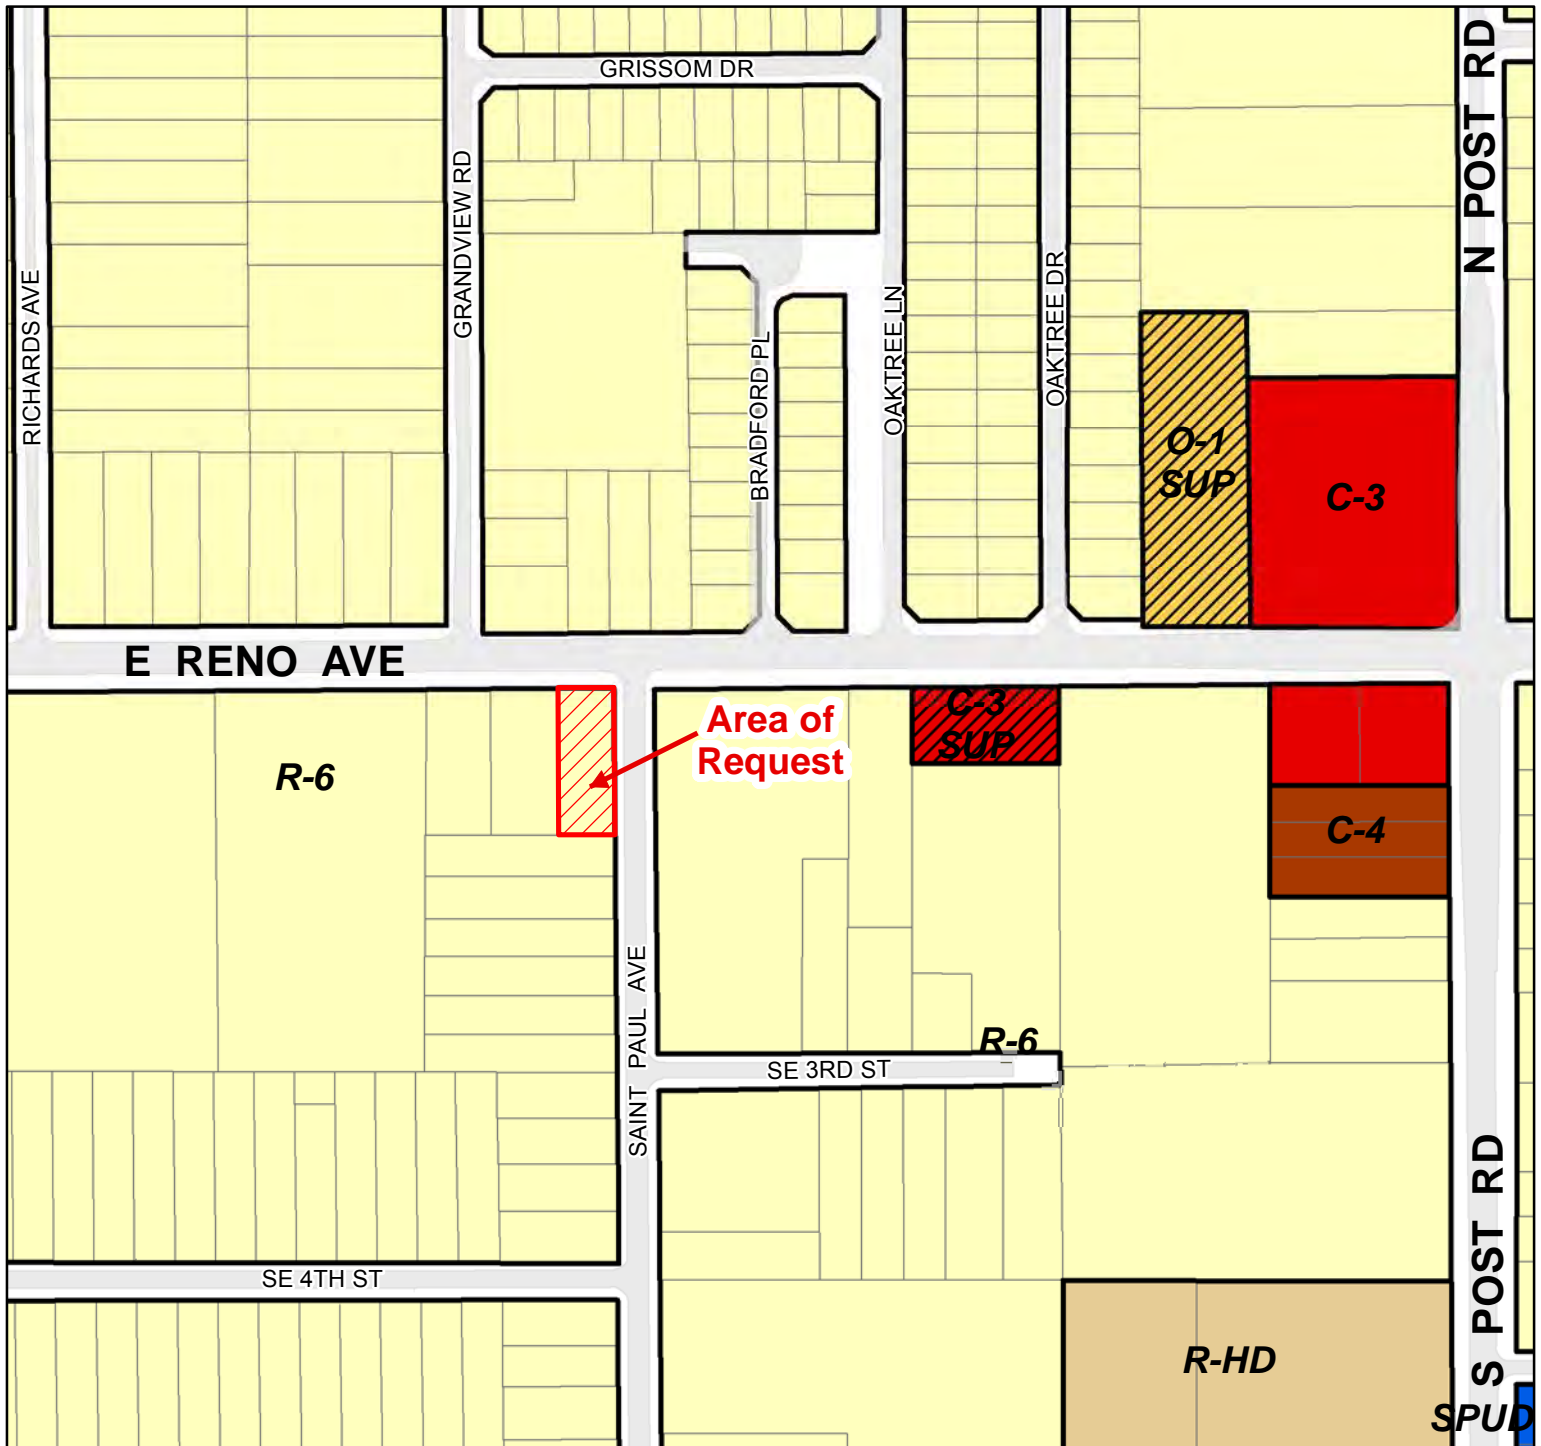 GRISSOM DR
N POST RD
GRANDVIEW RD
RICHARDS AVE
OAKTREE DR
OAKTREE LN
BRADFORD PL
O-1
SUP
C-3
E RENO AVE
Area of
Request
C-3
SUP
R-6
C-4
SAINT PAUL AVE
R-6
SE 3RD ST
S POST RD
SE 4TH ST
R-HD
SPUD